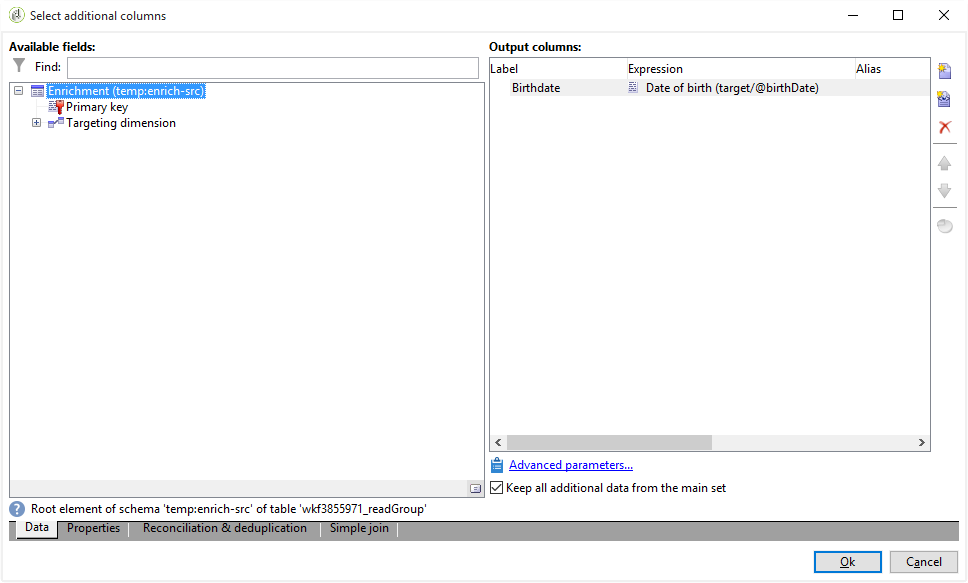 Select additional columns
Available fields:
Find:
Enrichment (temp:enrich-src)
Primary key
Targeting dimension
Output columns:
Label Expression Alias
Birthdate Date of birth (target/@birthDate)
Advanced parameters...
Keep all additional data from the main set
Root element of schema 'temp:enrich-src' of table 'wkf3855971_readGroup'
Data Properties Reconciliation & deduplication Simple join
Ok Cancel